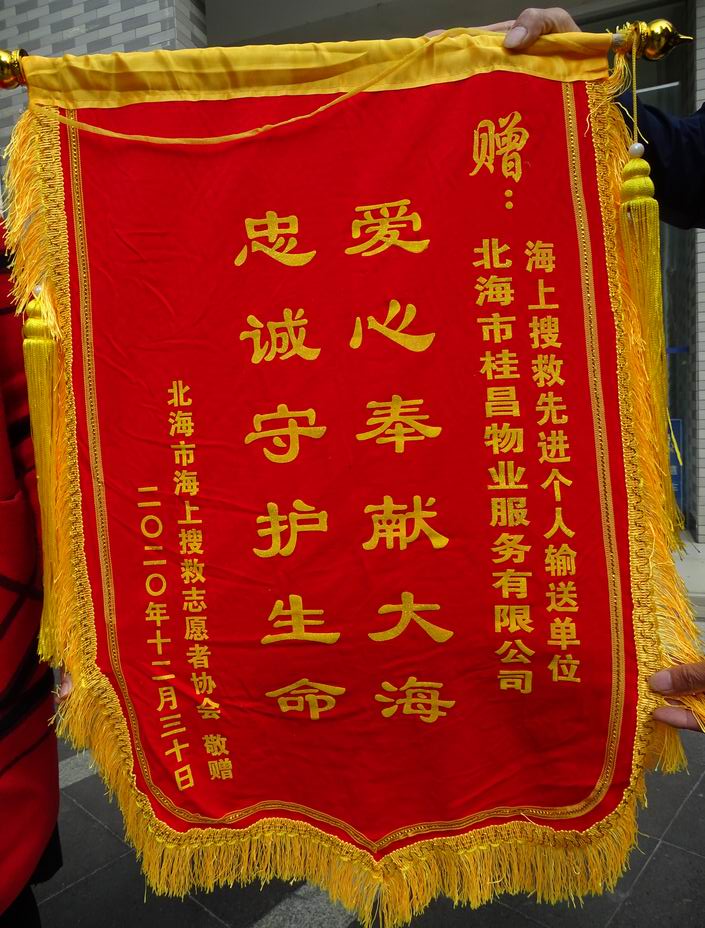 赠：
海上搜救先进个人输送单位
北海市桂昌物业服务有限公司
爱心奉献大海
忠诚守护生命
北海市海上搜救志愿者协会 敬赠
二〇二〇年十二月三十日